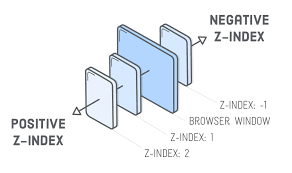 NEGATIVE
Z-INDEX
Z-INDEX: -1
BROWSER WINDOW
Z-INDEX: 1
Z-INDEX: 2
POSITIVE
Z-INDEX